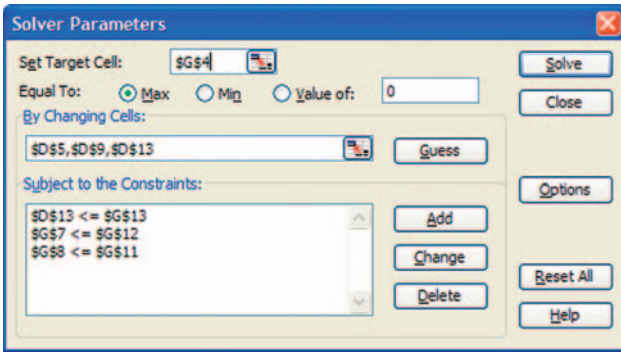 Solver Parameters
Set Target Cell: $G$4 Solve
Equal To: Max Min Value of: 0 Close
By Changing Cells:
$D$5,$D$9,$D$13 Guess
Subject to the Constraints: Options
$D$13 <= $G$13 Add
$G$7 <= $G$12
$G$8 <= $G$11 Change
Reset All
Delete
Help